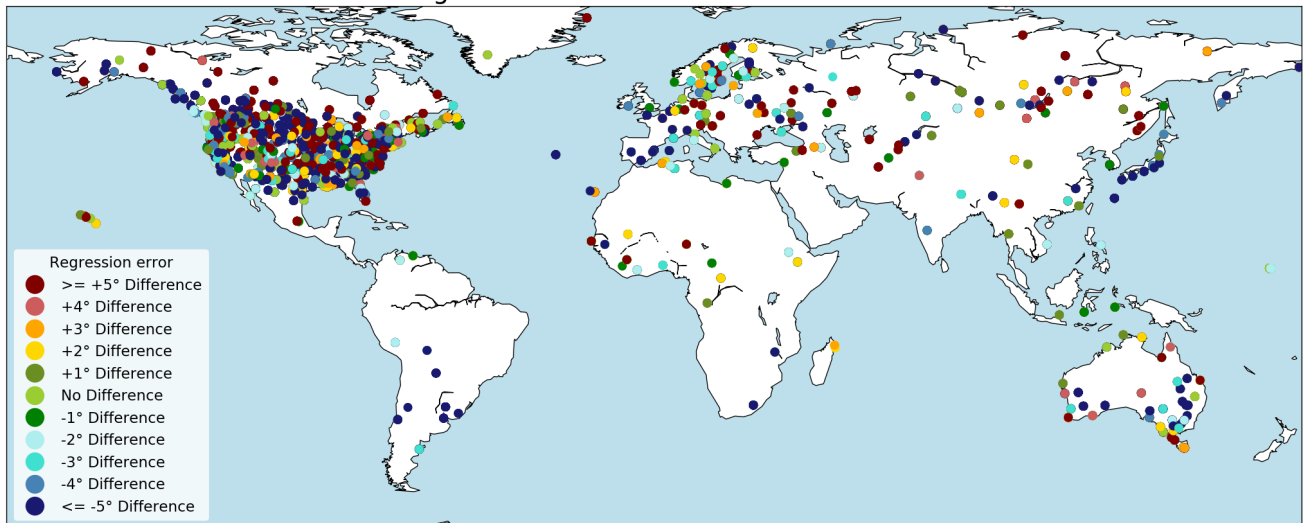 Regression error
>= +5° Difference
+4° Difference
+3° Difference
+2° Difference
+1° Difference
No Difference
-1° Difference
-2° Difference
-3° Difference
-4° Difference
<= -5° Difference